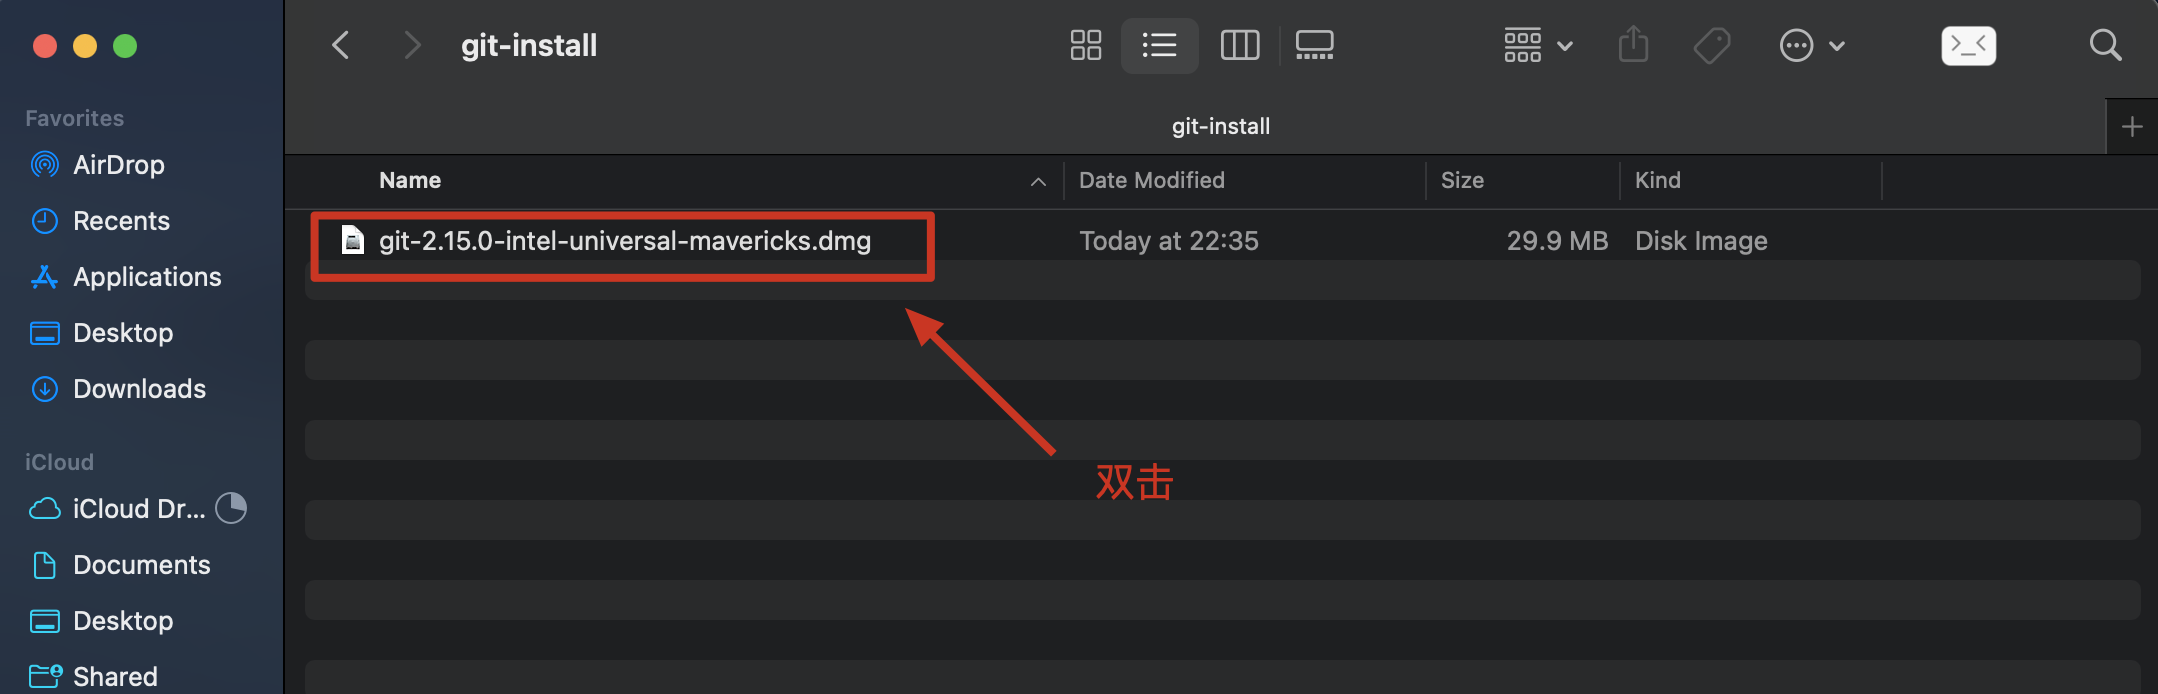 git-install
Favorites
AirDrop
Recents
Applications
Desktop
Downloads
iCloud
iCloud Dr...
Documents
Desktop
Shared
git-install
Name Date Modified Size Kind
git-2.15.0-intel-universal-mavericks.dmg Today at 22:35 29.9 MB Disk Image
双击